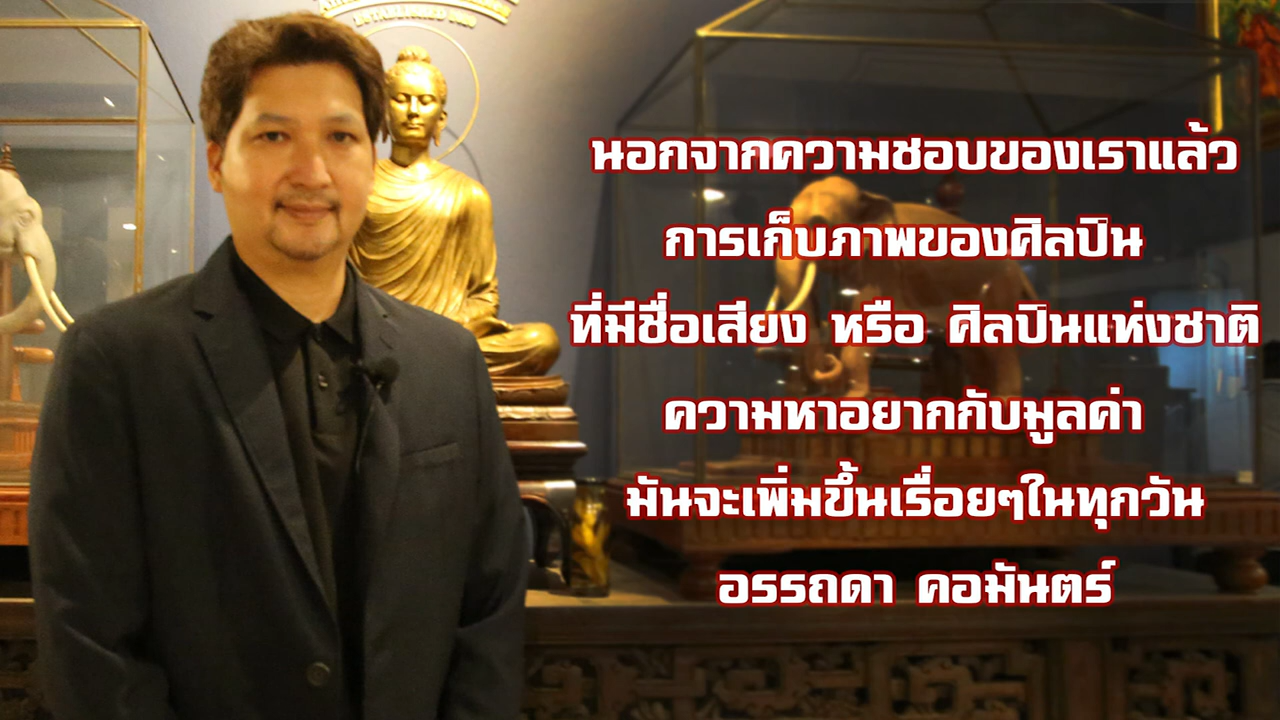 นอกจากความชอบของเราแล้ว
การเก็บภาพของศิลปิน
ที่มีชื่อเสียง หรือ ศิลปินแห่งชาติ
ความหาอยากกับมูลค่า
มันจะเพิ่มขึ้นเรื่อยๆในทุกวัน
อรรถดา คอมันตร์